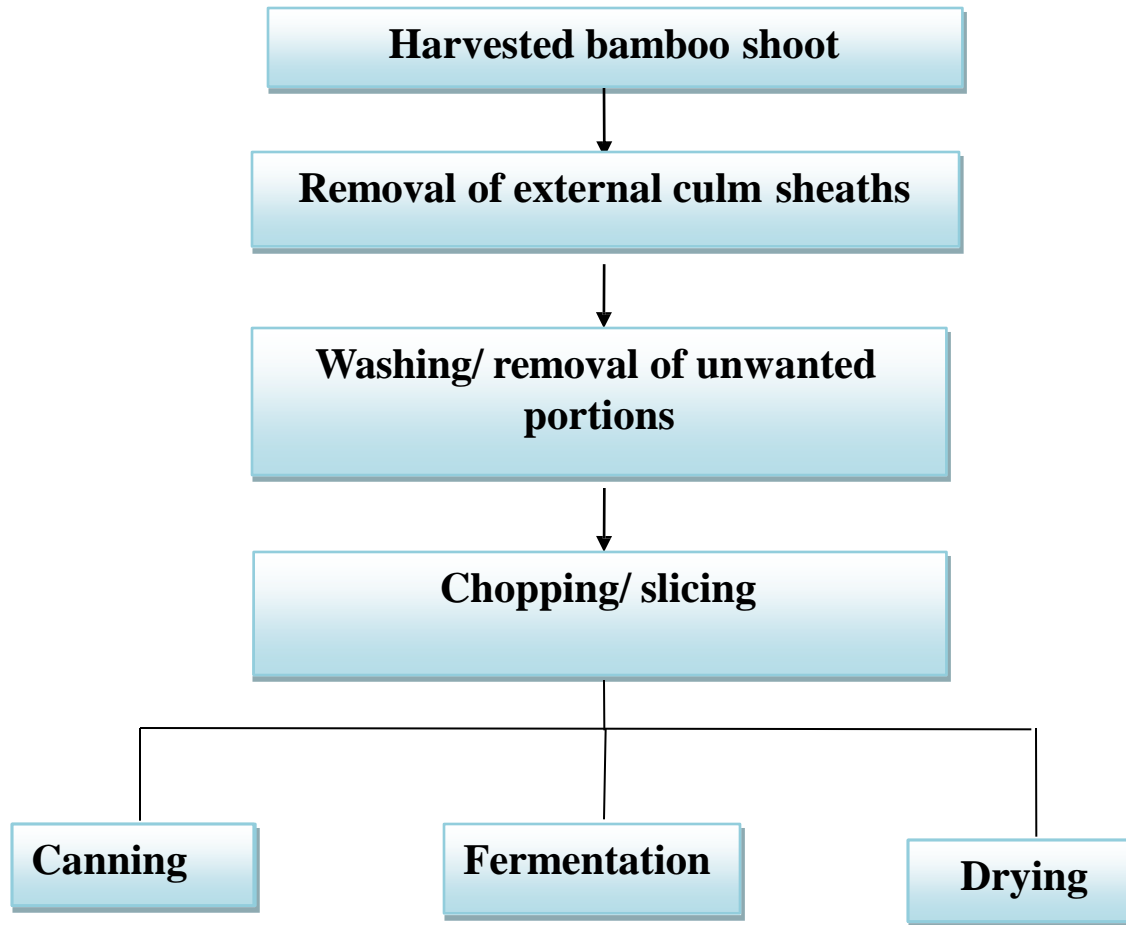 Harvested bamboo shoot
Removal of external culm sheaths
Washing/ removal of unwanted
portions
Chopping/ slicing
Canning
Fermentation
Drying